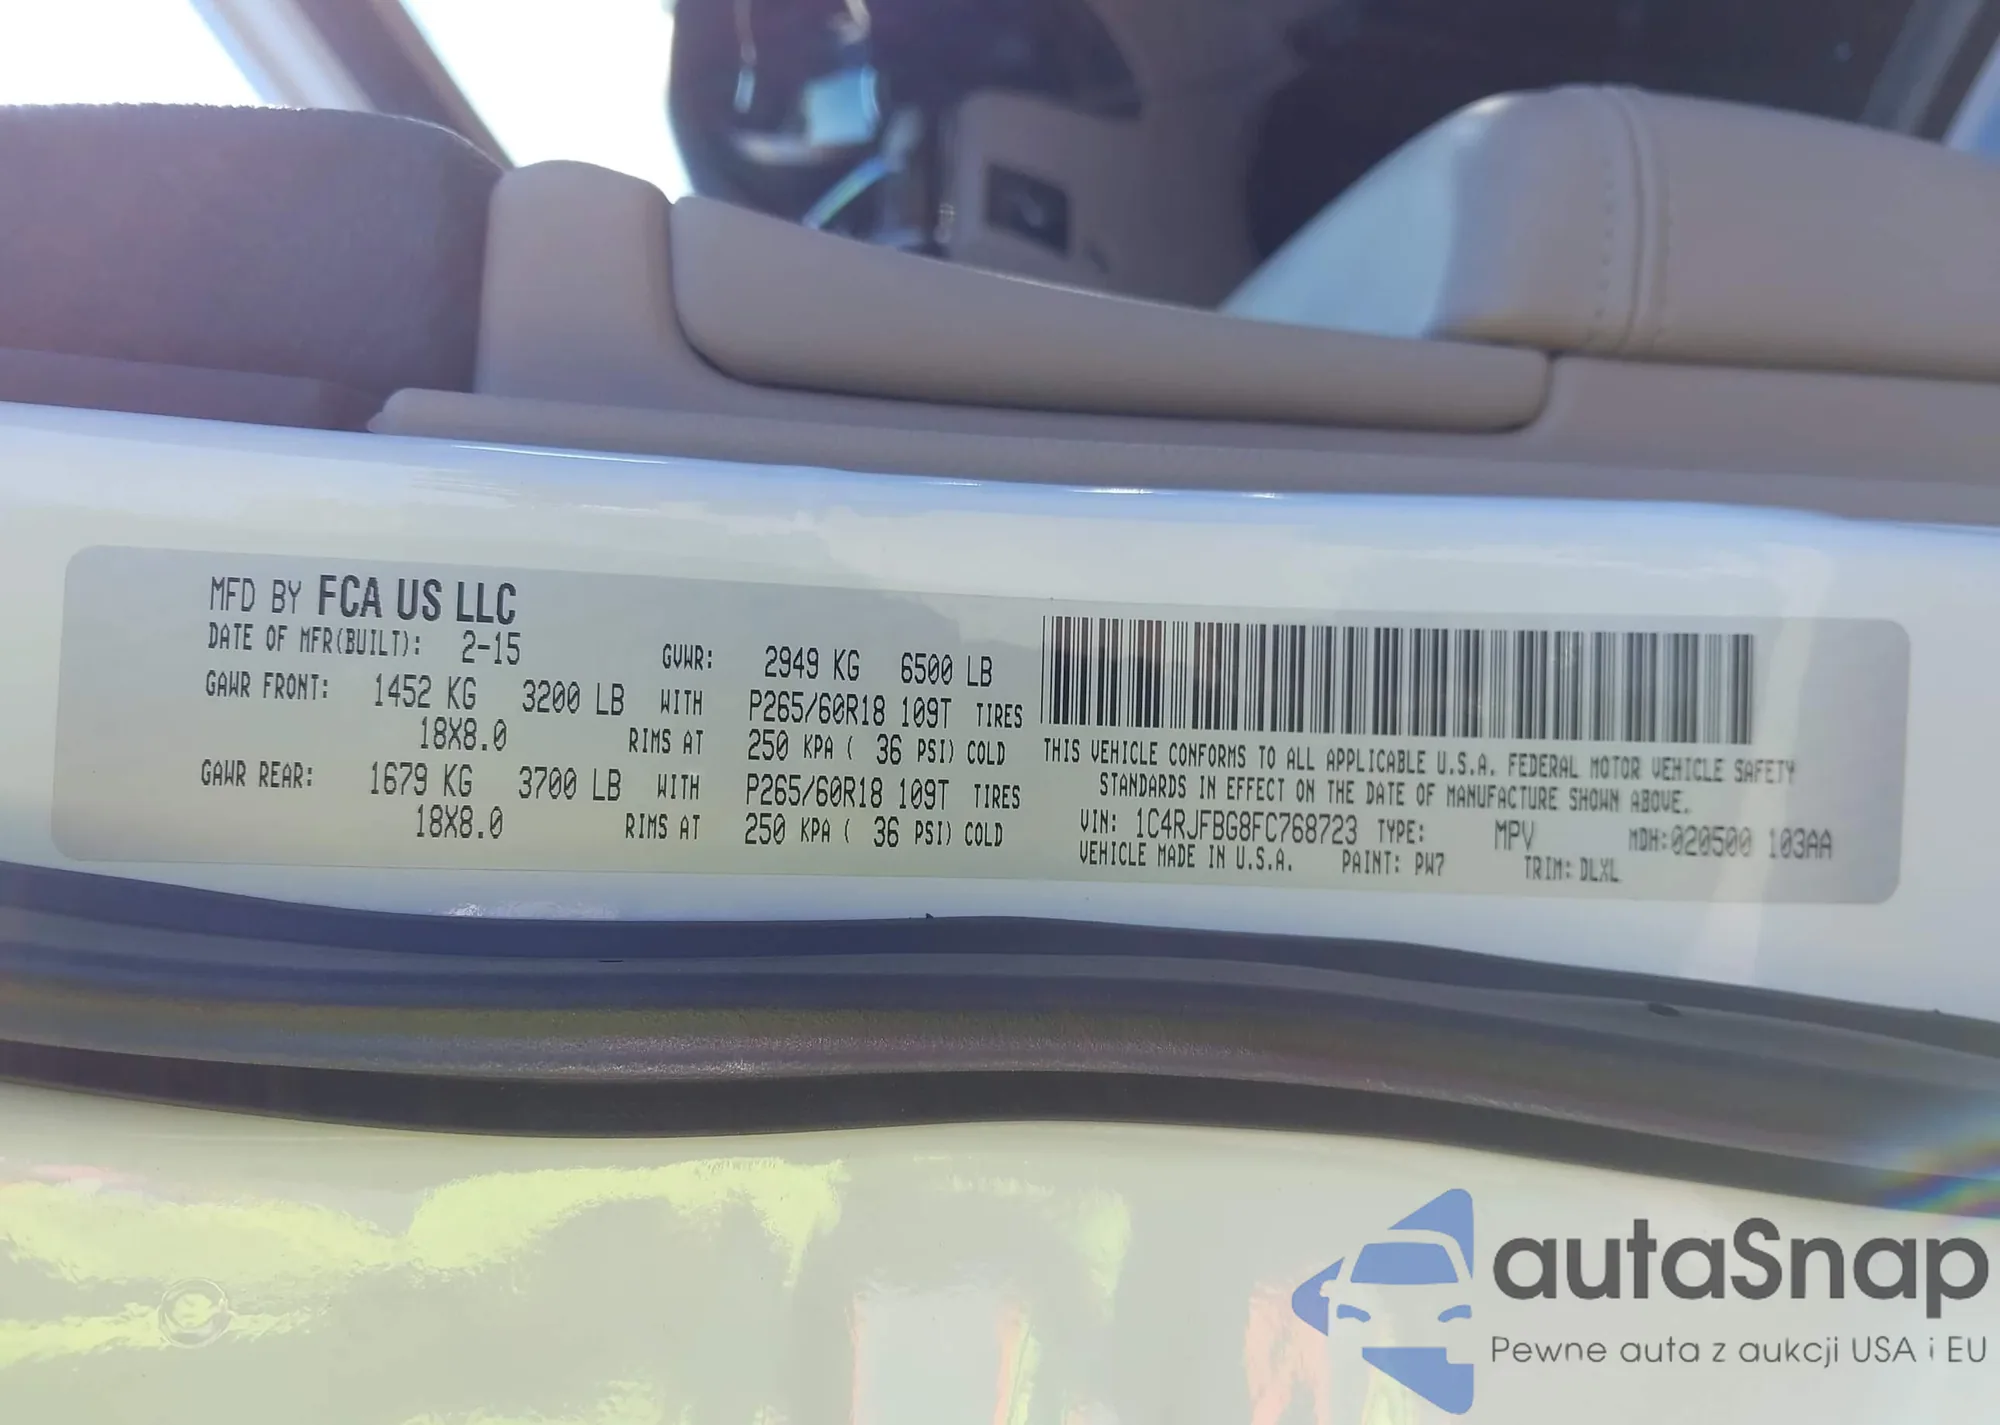 MFD BY FCA US LLC
DATE OF MFR(BUILT): 2-15 GVWR: 2949 KG 6500 LB
GAWR FRONT: 1452 KG 3200 LB WITH P265/60R18 109T TIRES
18X8.0 RIMS AT 250 KPA ( 36 PSI) COLD
GAWR REAR: 1679 KG 3700 LB WITH P265/60R18 109T TIRES
18X8.0 RIMS AT 250 KPA ( 36 PSI) COLD
THIS VEHICLE CONFORMS TO ALL APPLICABLE U.S.A. FEDERAL MOTOR VEHICLE SAFETY
STANDARDS IN EFFECT ON THE DATE OF MANUFACTURE SHOWN ABOVE.
VIN: 1C4RJFBG8FC768723 TYPE: MPV MDH:020500 103AA
VEHICLE MADE IN U.S.A. PAINT: PW7 TRIM: DLXL
autaSnap
Pewne auta z aukcji USA i EU